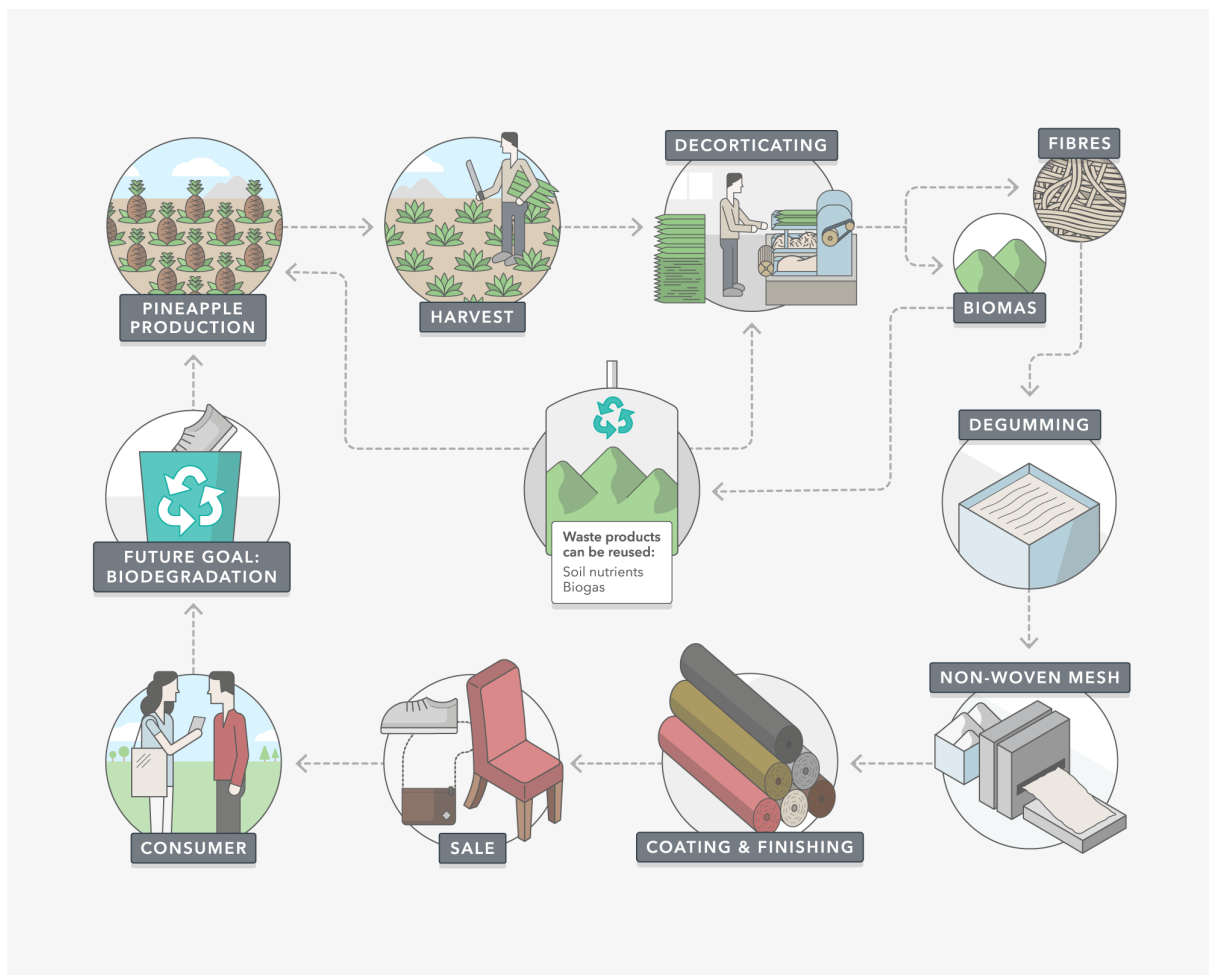 DECORTICATING
FIBRES
PINEAPPLE
PRODUCTION
HARVEST
BIOMAS
DEGUMMING
Waste products
can be reused:
Soil nutrients
Biogas
FUTURE GOAL:
BIODEGRADATION
NON-WOVEN MESH
CONSUMER
SALE
COATING & FINISHING